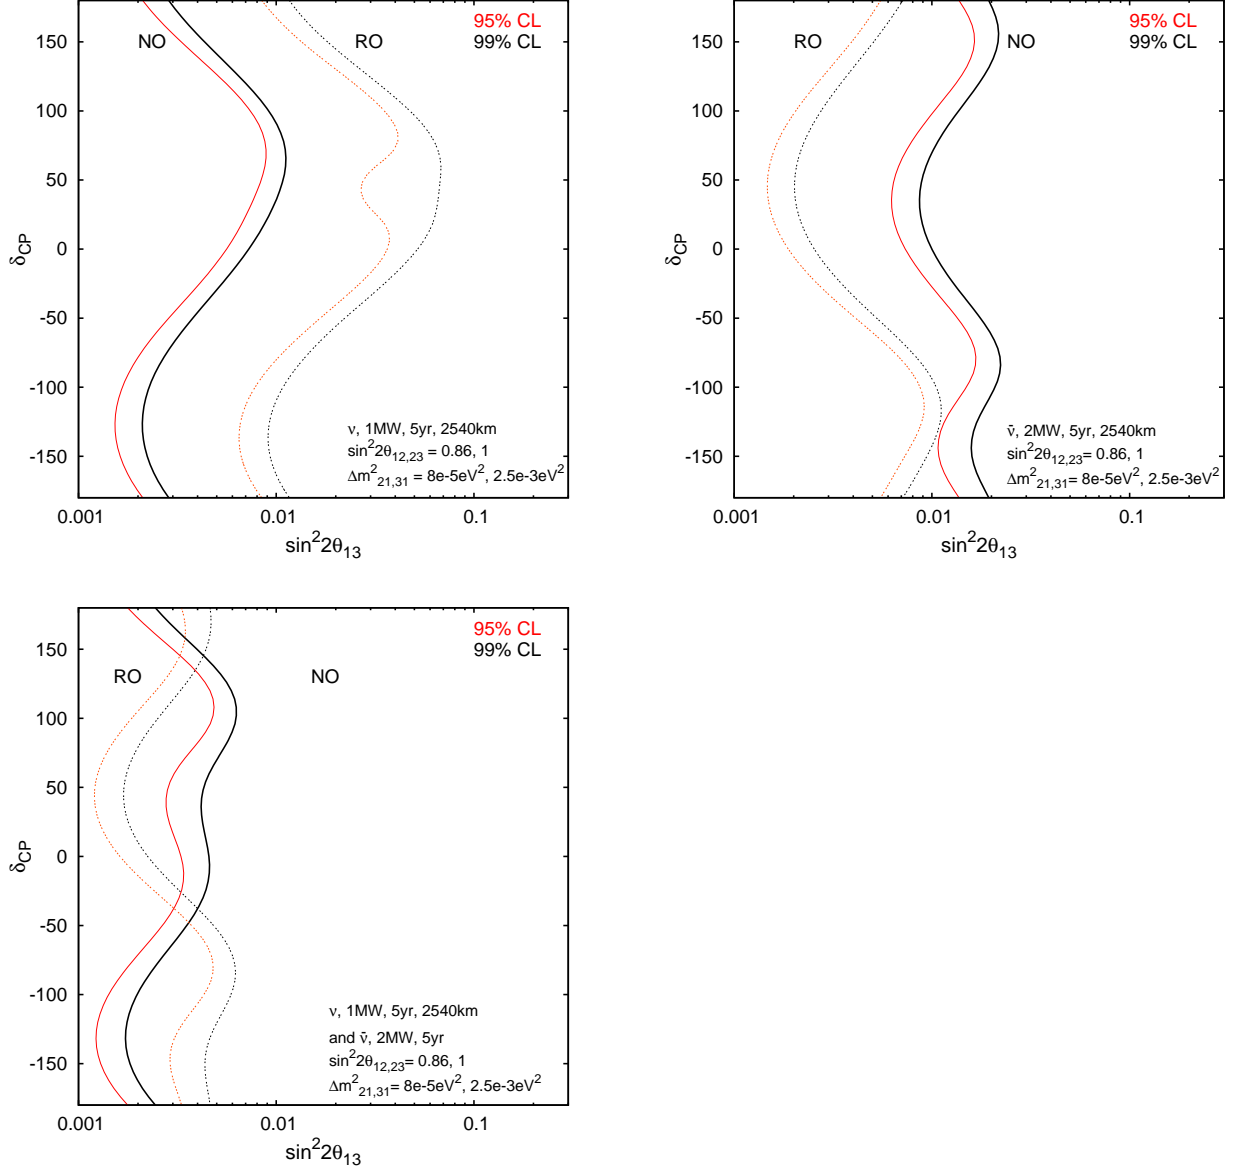 95% CL
NO RO 99% CL
150
100
50
0
-50
-100
-150
δCP
ν, 1MW, 5yr, 2540km
sin²2θ12,23 = 0.86, 1
Δm²21,31 = 8e-5eV², 2.5e-3eV²
0.001 0.01 0.1
sin²2θ13
95% CL
RO NO 99% CL
150
100
50
0
-50
-100
-150
δCP
ν̄, 2MW, 5yr, 2540km
sin²2θ12,23= 0.86, 1
Δm²21,31= 8e-5eV², 2.5e-3eV²
0.001 0.01 0.1
sin²2θ13
95% CL
99% CL
RO NO
150
100
50
0
-50
-100
-150
δCP
ν, 1MW, 5yr, 2540km
and ν̄, 2MW, 5yr
sin²2θ12,23= 0.86, 1
Δm²21,31= 8e-5eV², 2.5e-3eV²
0.001 0.01 0.1
sin²2θ13